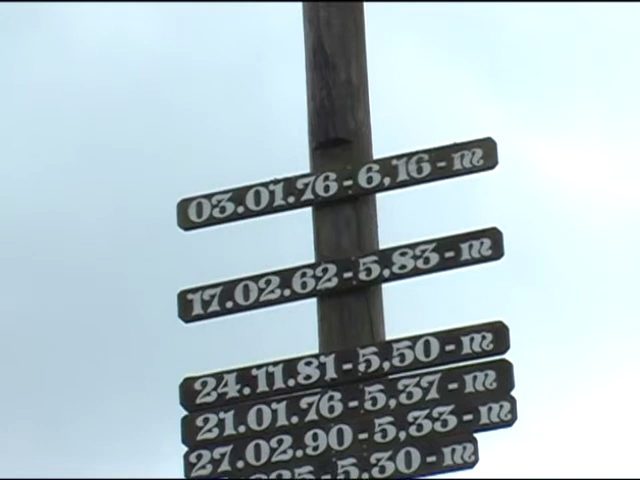 03.01.76-6,16-m
17.02.62-5,83-m
24.11.81-5,50-m
21.01.76-5,37-m
27.02.90-5,33-m
825-5.30-m